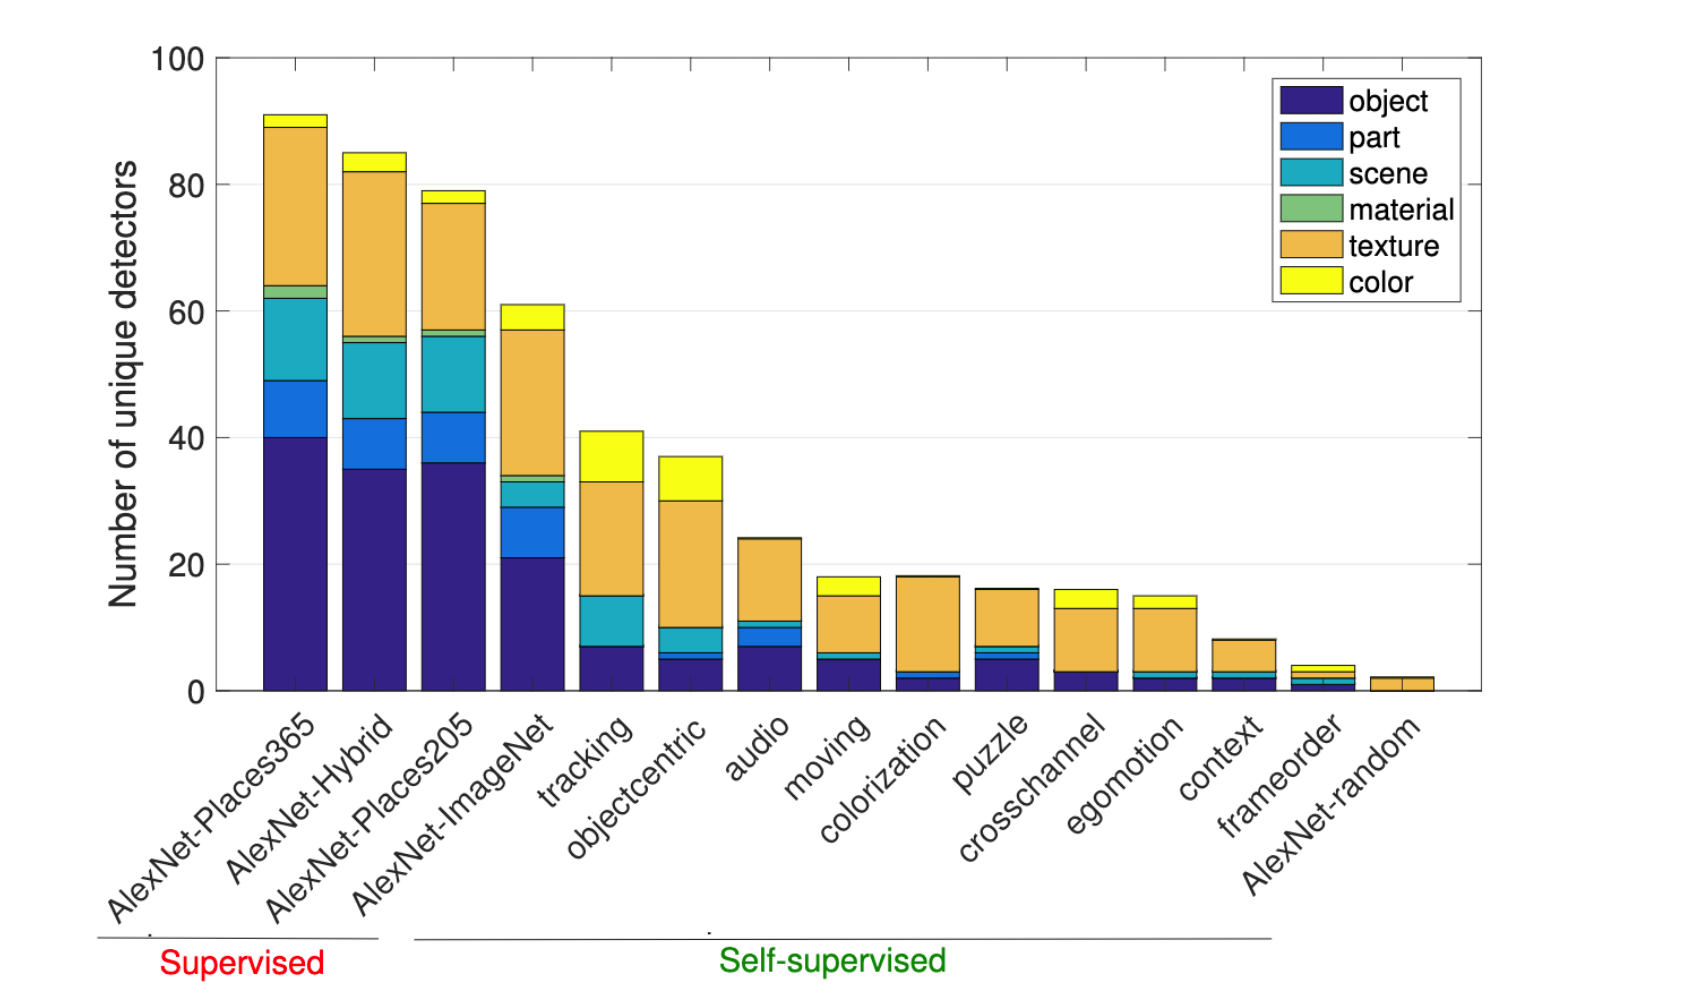 100
80
60
40
20
0
Number of unique detectors
object
part
scene
material
texture
color
AlexNet-Places365
AlexNet-Hybrid
AlexNet-Places205
AlexNet-ImageNet
tracking
objectcentric
audio
moving
colorization
puzzle
crosschannel
egomotion
context
frameorder
AlexNet-random
Supervised
Self-supervised